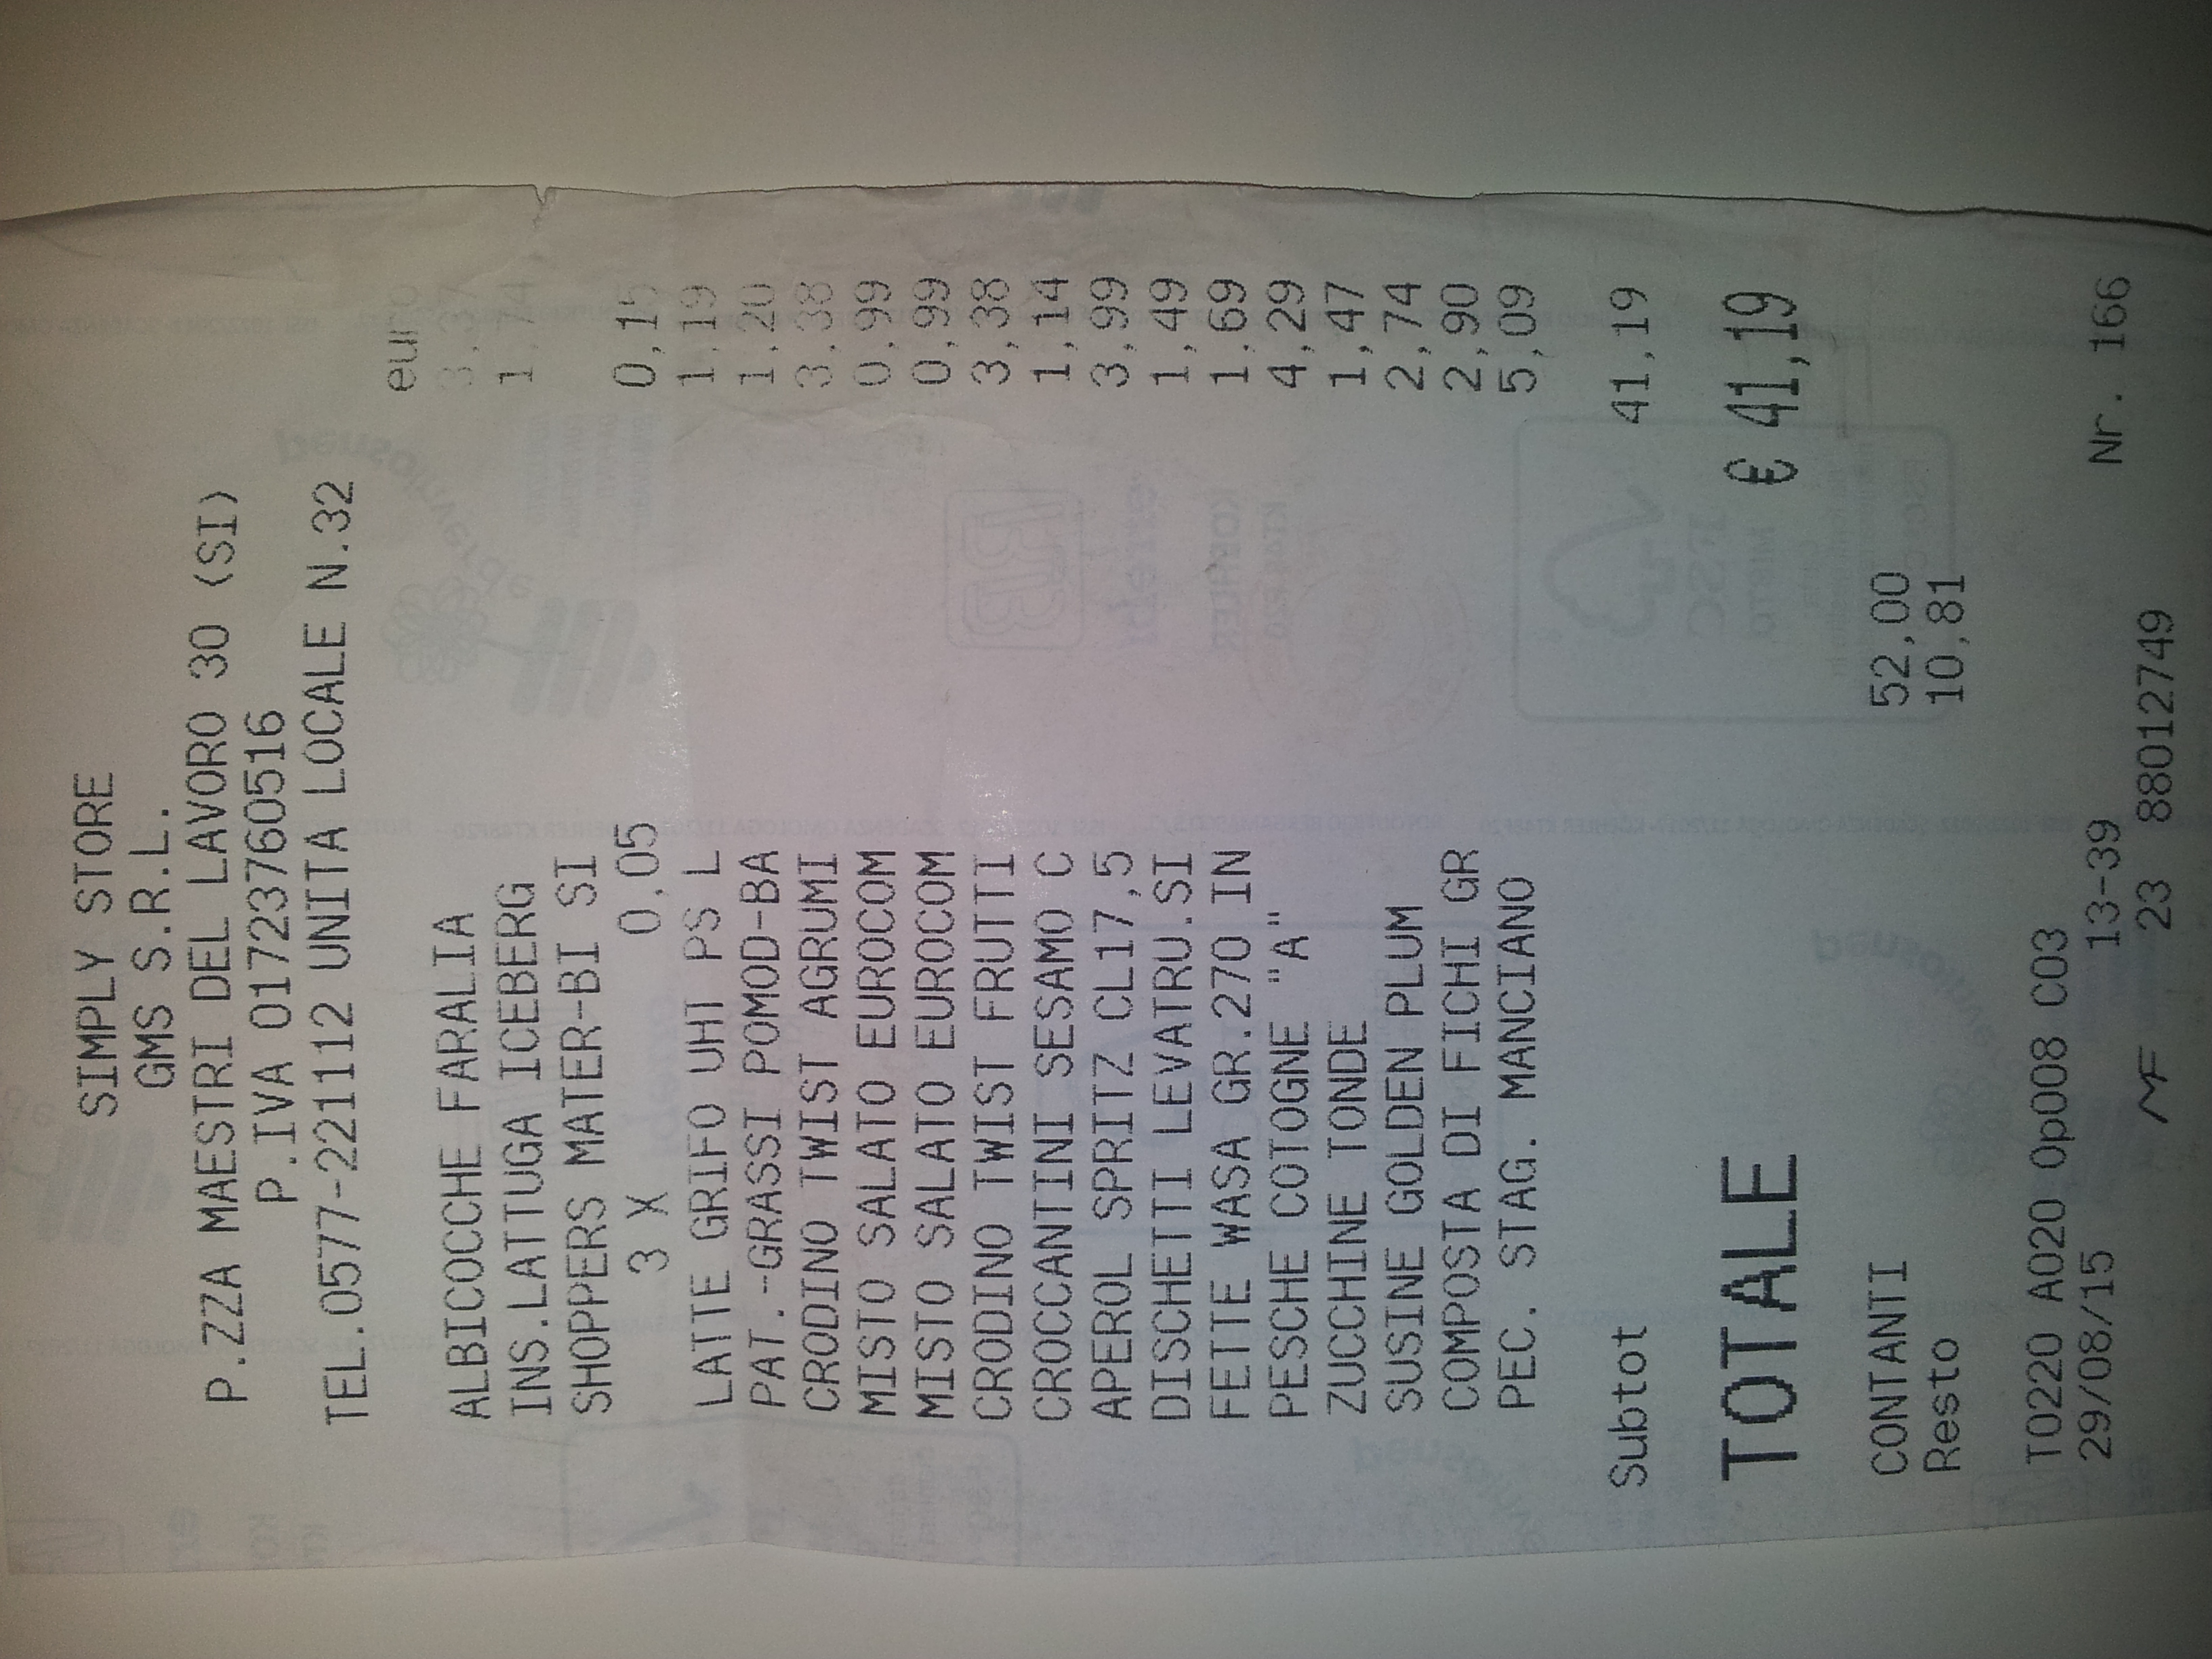 SIMPLY STORE
GMS S.R.L.
P.ZZA MAESTRI DEL LAVORO 30 (SI)
P.IVA 01723760516
TEL.0577-221112 UNITA LOCALE N.32
euro
ALBICOCCHE FARALIA 3,37
INS.LATTUGA ICEBERG 1,74
SHOPPERS MATER-BI SI
3 X 0,05 0,15
LATTE GRIFO UHT PS L 1,19
PAT.-GRASSI POMOD-BA 1,20
CRODINO TWIST AGRUMI 3,38
MISTO SALATO EUROCOM 0,99
MISTO SALATO EUROCOM 0,99
CRODINO TWIST FRUTTI 3,38
CROCCANTINI SESAMO C 1,14
APEROL SPRITZ CL17,5 3,99
DISCHETTI LEVATRU.SI 1,49
FETTE WASA GR.270 IN 1,69
PESCHE COTOGNE "A" 4,29
ZUCCHINE TONDE 1,47
SUSINE GOLDEN PLUM 2,74
COMPOSTA DI FICHI GR 2,90
PEC. STAG. MANCIANO 5,09
Subtot 41,19
TOTALE € 41,19
CONTANTI 52,00
Resto 10,81
T0220 A020 Op008 C03
29/08/15 13-39 Nr. 166
MF 23 88012749